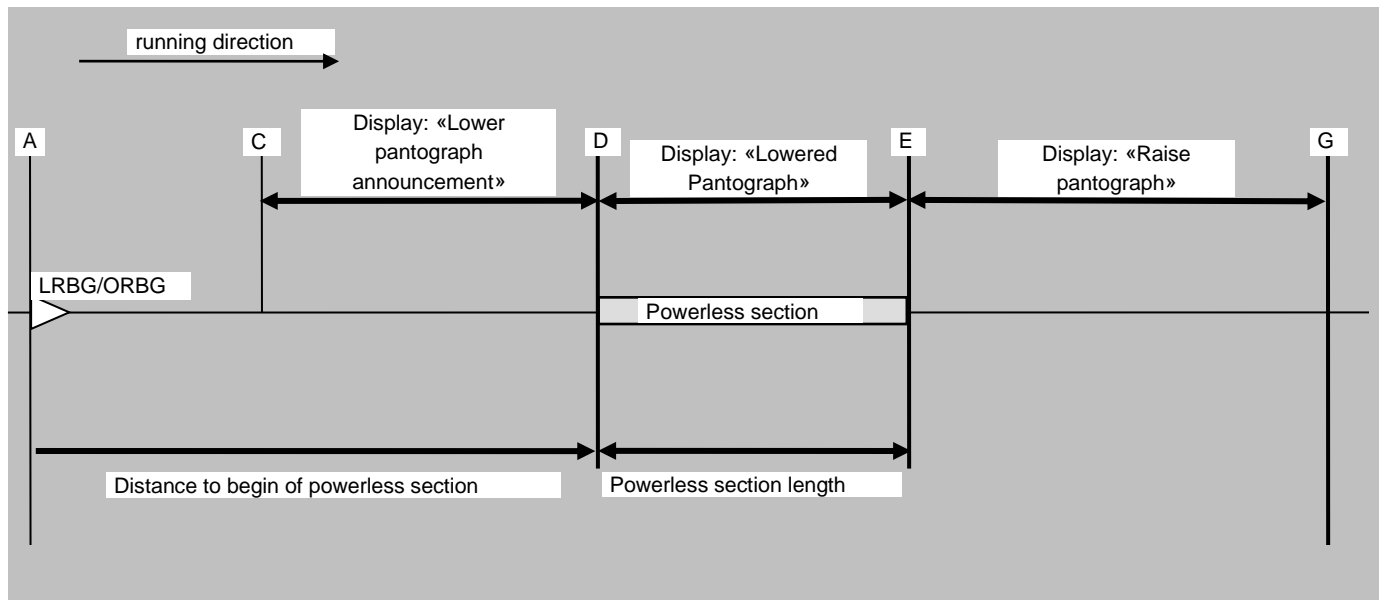 running direction
A
C
Display: «Lower
pantograph
announcement»
D
Display: «Lowered
Pantograph»
E
Display: «Raise
pantograph»
G
LRBG/ORBG
Powerless section
Distance to begin of powerless section
Powerless section length